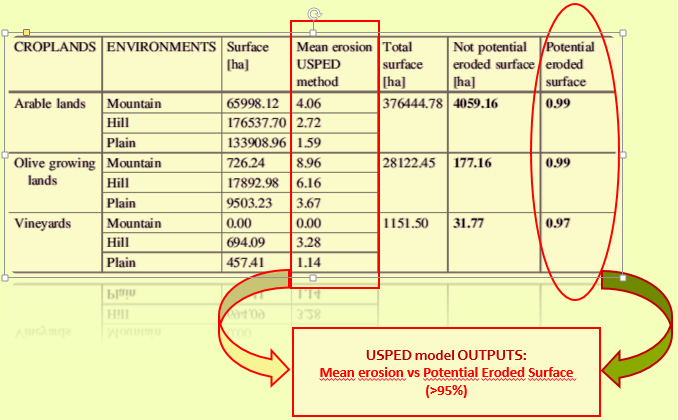 CROPLANDS ENVIRONMENTS Surface [ha] Mean erosion USPED method Total surface [ha] Not potential eroded surface [ha] Potential eroded surface
Arable lands Mountain 65998.12 4.06 376444.78 4059.16 0.99
Hill 176537.70 2.72
Plain 133908.96 1.59
Olive growing lands Mountain 726.24 8.96 28122.45 177.16 0.99
Hill 17892.98 6.16
Plain 9503.23 3.67
Vineyards Mountain 0.00 0.00 1151.50 31.77 0.97
Hill 694.09 3.28
Plain 457.41 1.14
USPED model OUTPUTS:
Mean erosion vs Potential Eroded Surface
(>95%)